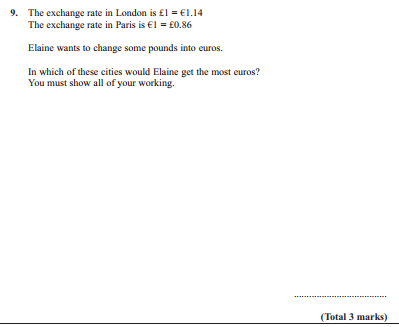 9. The exchange rate in London is £1 = €1.14
The exchange rate in Paris is €1 = £0.86
Elaine wants to change some pounds into euros.
In which of these cities would Elaine get the most euros?
You must show all of your working.
.....................................
(Total 3 marks)